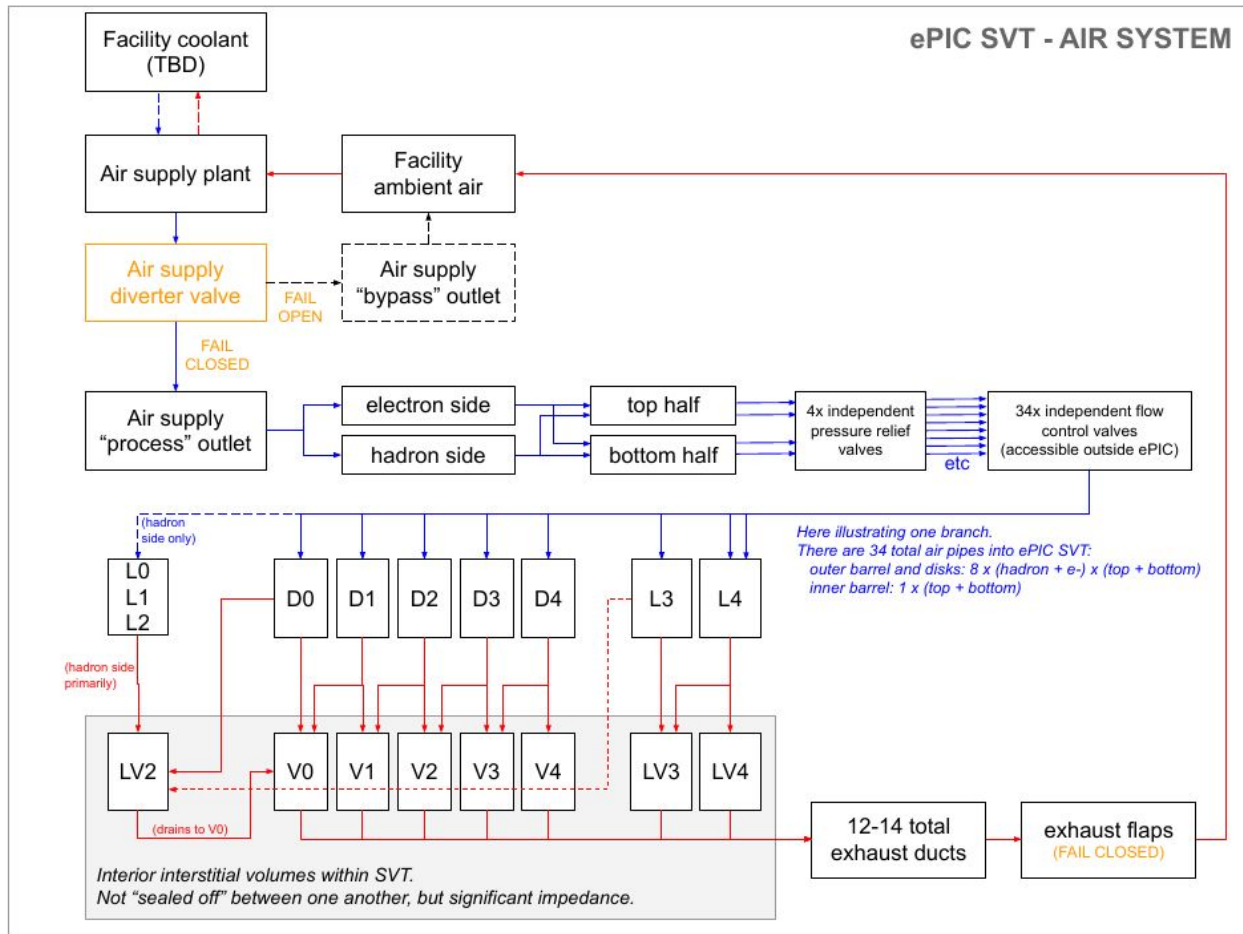 ePIC SVT - AIR SYSTEM
Facility coolant
(TBD)
Air supply plant
Facility
ambient air
Air supply
diverter valve
FAIL
OPEN
Air supply
“bypass” outlet
FAIL
CLOSED
Air supply
“process” outlet
electron side
hadron side
top half
bottom half
4x independent
pressure relief
valves
etc
34x independent flow
control valves
(accessible outside ePIC)
(hadron
side only)
Here illustrating one branch.
There are 34 total air pipes into ePIC SVT:
outer barrel and disks: 8 x (hadron + e-) x (top + bottom)
inner barrel: 1 x (top + bottom)
L0
L1
L2
D0
D1
D2
D3
D4
L3
L4
(hadron side
primarily)
LV2
V0
V1
V2
V3
V4
LV3
LV4
(drains to V0)
12-14 total
exhaust ducts
exhaust flaps
(FAIL CLOSED)
Interior interstitial volumes within SVT.
Not “sealed off” between one another, but significant impedance.